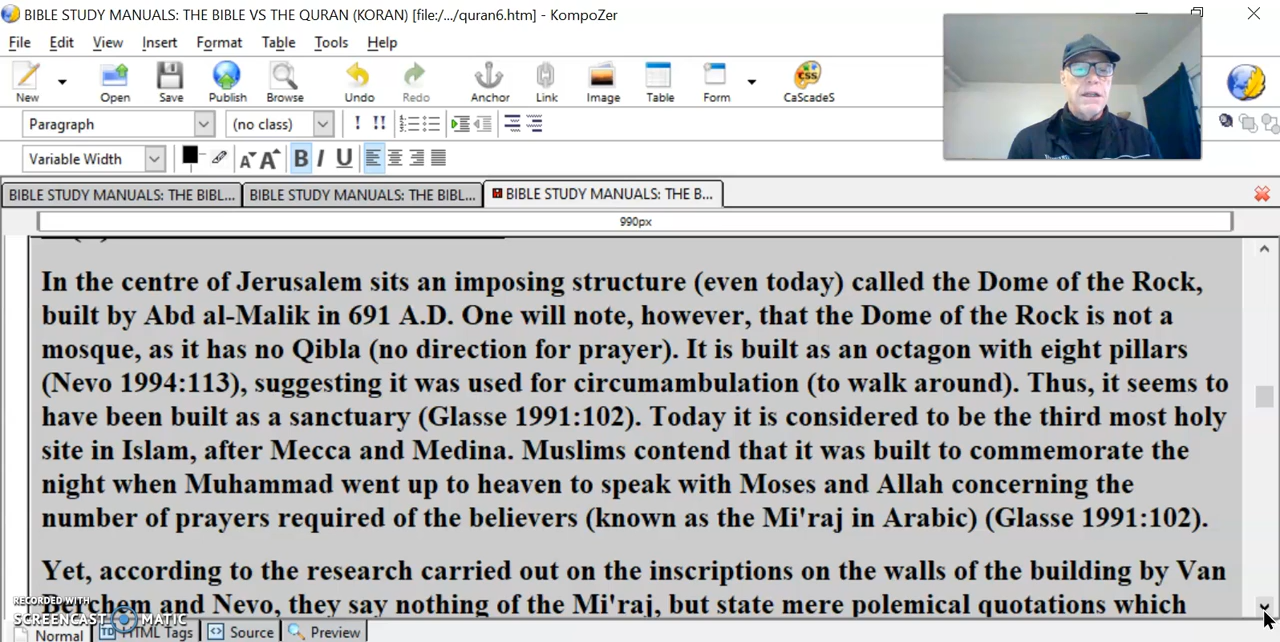 BIBLE STUDY MANUALS: THE BIBLE VS THE QURAN (KORAN) [file:/.../quran6.htm] - KompoZer
File Edit View Insert Format Table Tools Help
New Open Save Publish Browse Undo Redo Anchor Link Image Table Form CaScadeS
Paragraph (no class) ! !!
Variable Width A A B I U
BIBLE STUDY MANUALS: THE BIBL... BIBLE STUDY MANUALS: THE BIBL... BIBLE STUDY MANUALS: THE B...
990px
In the centre of Jerusalem sits an imposing structure (even today) called the Dome of the Rock,
built by Abd al-Malik in 691 A.D. One will note, however, that the Dome of the Rock is not a
mosque, as it has no Qibla (no direction for prayer). It is built as an octagon with eight pillars
(Nevo 1994:113), suggesting it was used for circumambulation (to walk around). Thus, it seems to
have been built as a sanctuary (Glasse 1991:102). Today it is considered to be the third most holy
site in Islam, after Mecca and Medina. Muslims contend that it was built to commemorate the
night when Muhammad went up to heaven to speak with Moses and Allah concerning the
number of prayers required of the believers (known as the Mi'raj in Arabic) (Glasse 1991:102).
Yet, according to the research carried out on the inscriptions on the walls of the building by Van
Berchem and Nevo, they say nothing of the Mi'raj, but state mere polemical quotations which
RECORDED WITH
SCREENCAST MATIC
Normal HTML Tags Source Preview